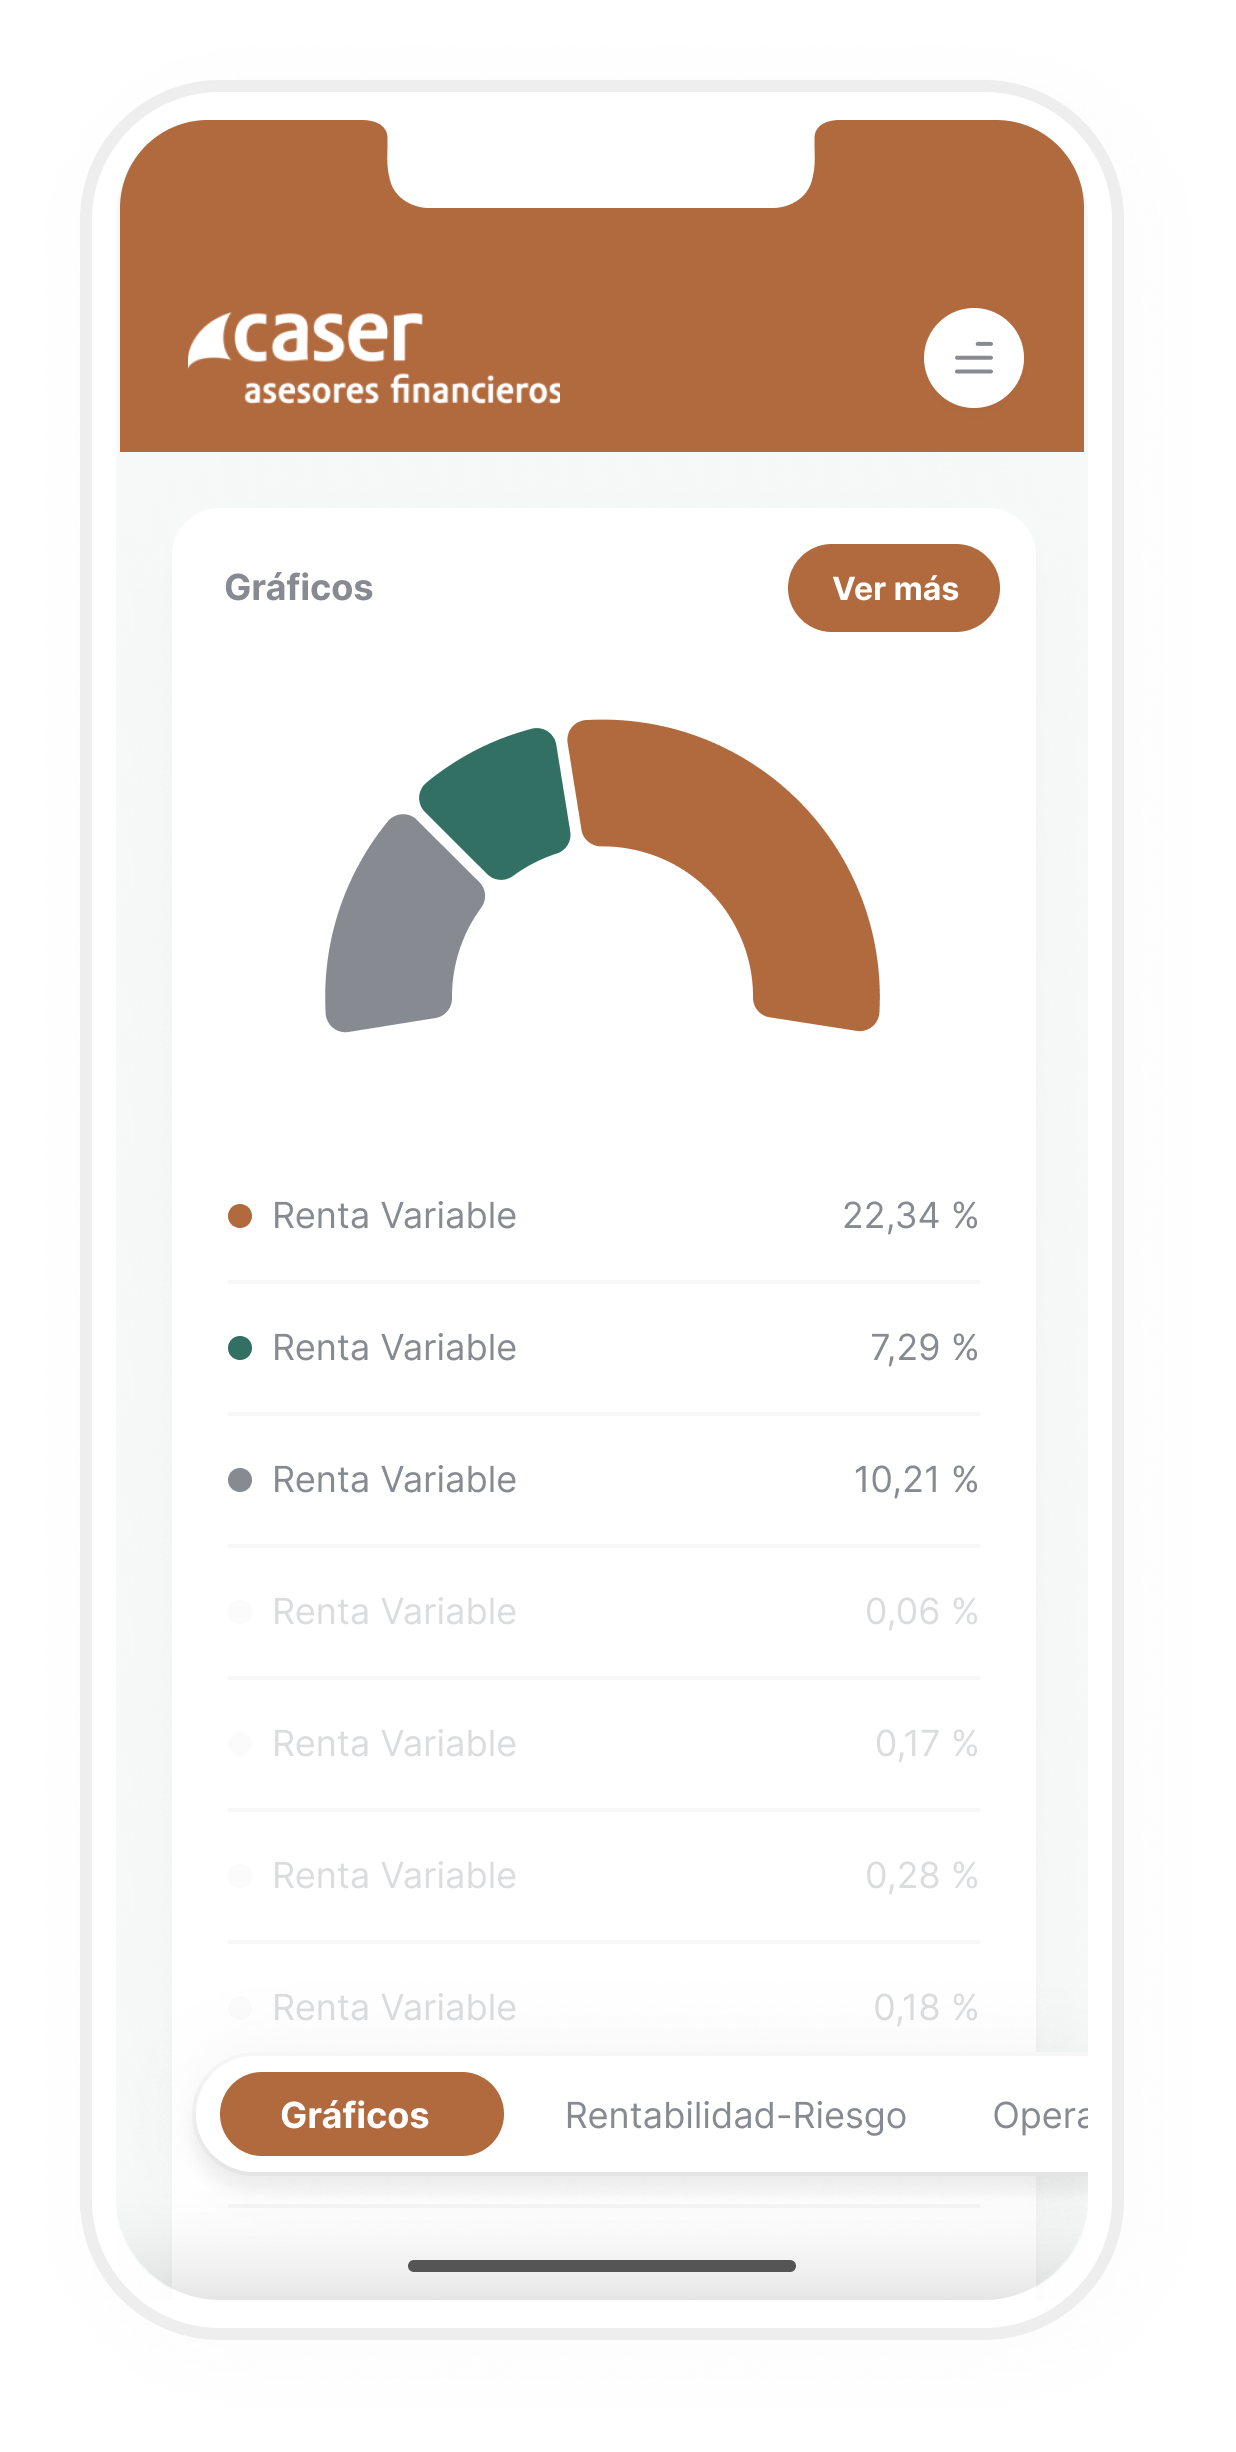 caser
asesores financieros
Gráficos
Ver más
Renta Variable 22,34 %
Renta Variable 7,29 %
Renta Variable 10,21 %
Renta Variable 0,06 %
Renta Variable 0,17 %
Renta Variable 0,28 %
Renta Variable 0,18 %
Gráficos Rentabilidad-Riesgo Opera